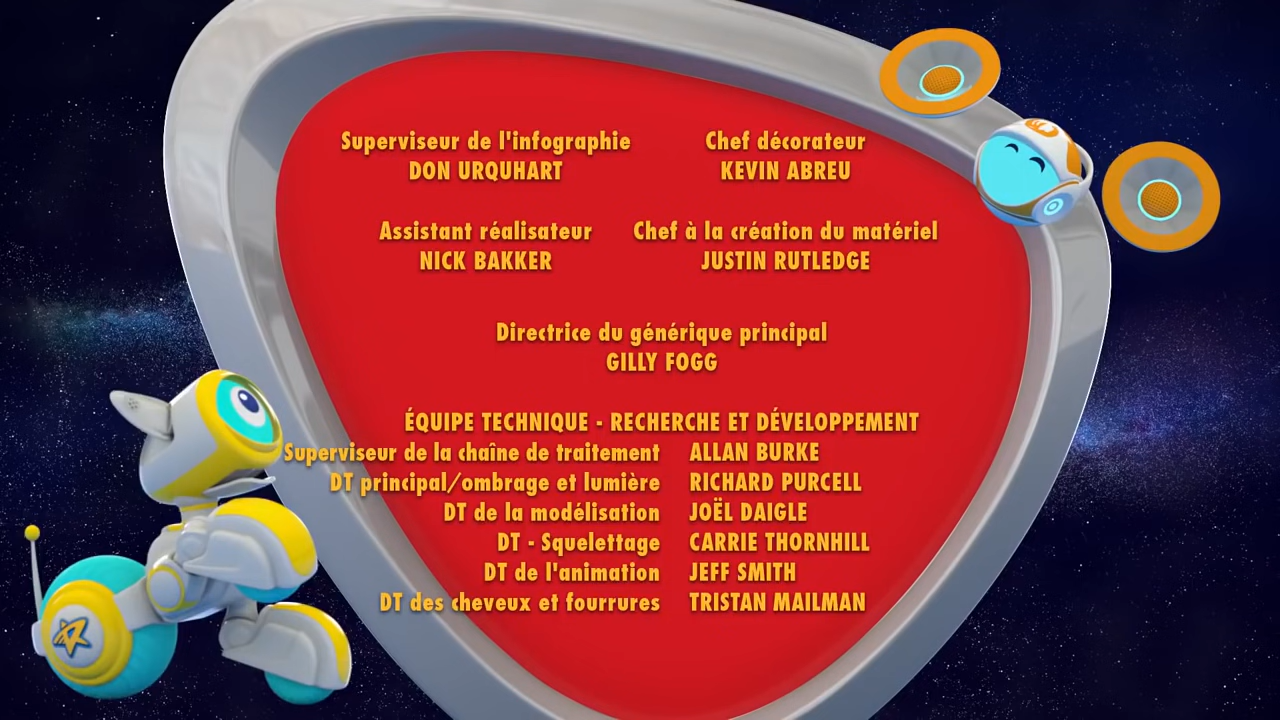 Superviseur de l'infographie
DON URQUHART
Chef décorateur
KEVIN ABREU
Assistant réalisateur
NICK BAKKER
Chef à la création du matériel
JUSTIN RUTLEDGE
Directrice du générique principal
GILLY FOGG
ÉQUIPE TECHNIQUE - RECHERCHE ET DÉVELOPPEMENT
Superviseur de la chaîne de traitement ALLAN BURKE
DT principal/ombrage et lumière RICHARD PURCELL
DT de la modélisation JOËL DAIGLE
DT - Squelettage CARRIE THORNHILL
DT de l'animation JEFF SMITH
DT des cheveux et fourrures TRISTAN MAILMAN